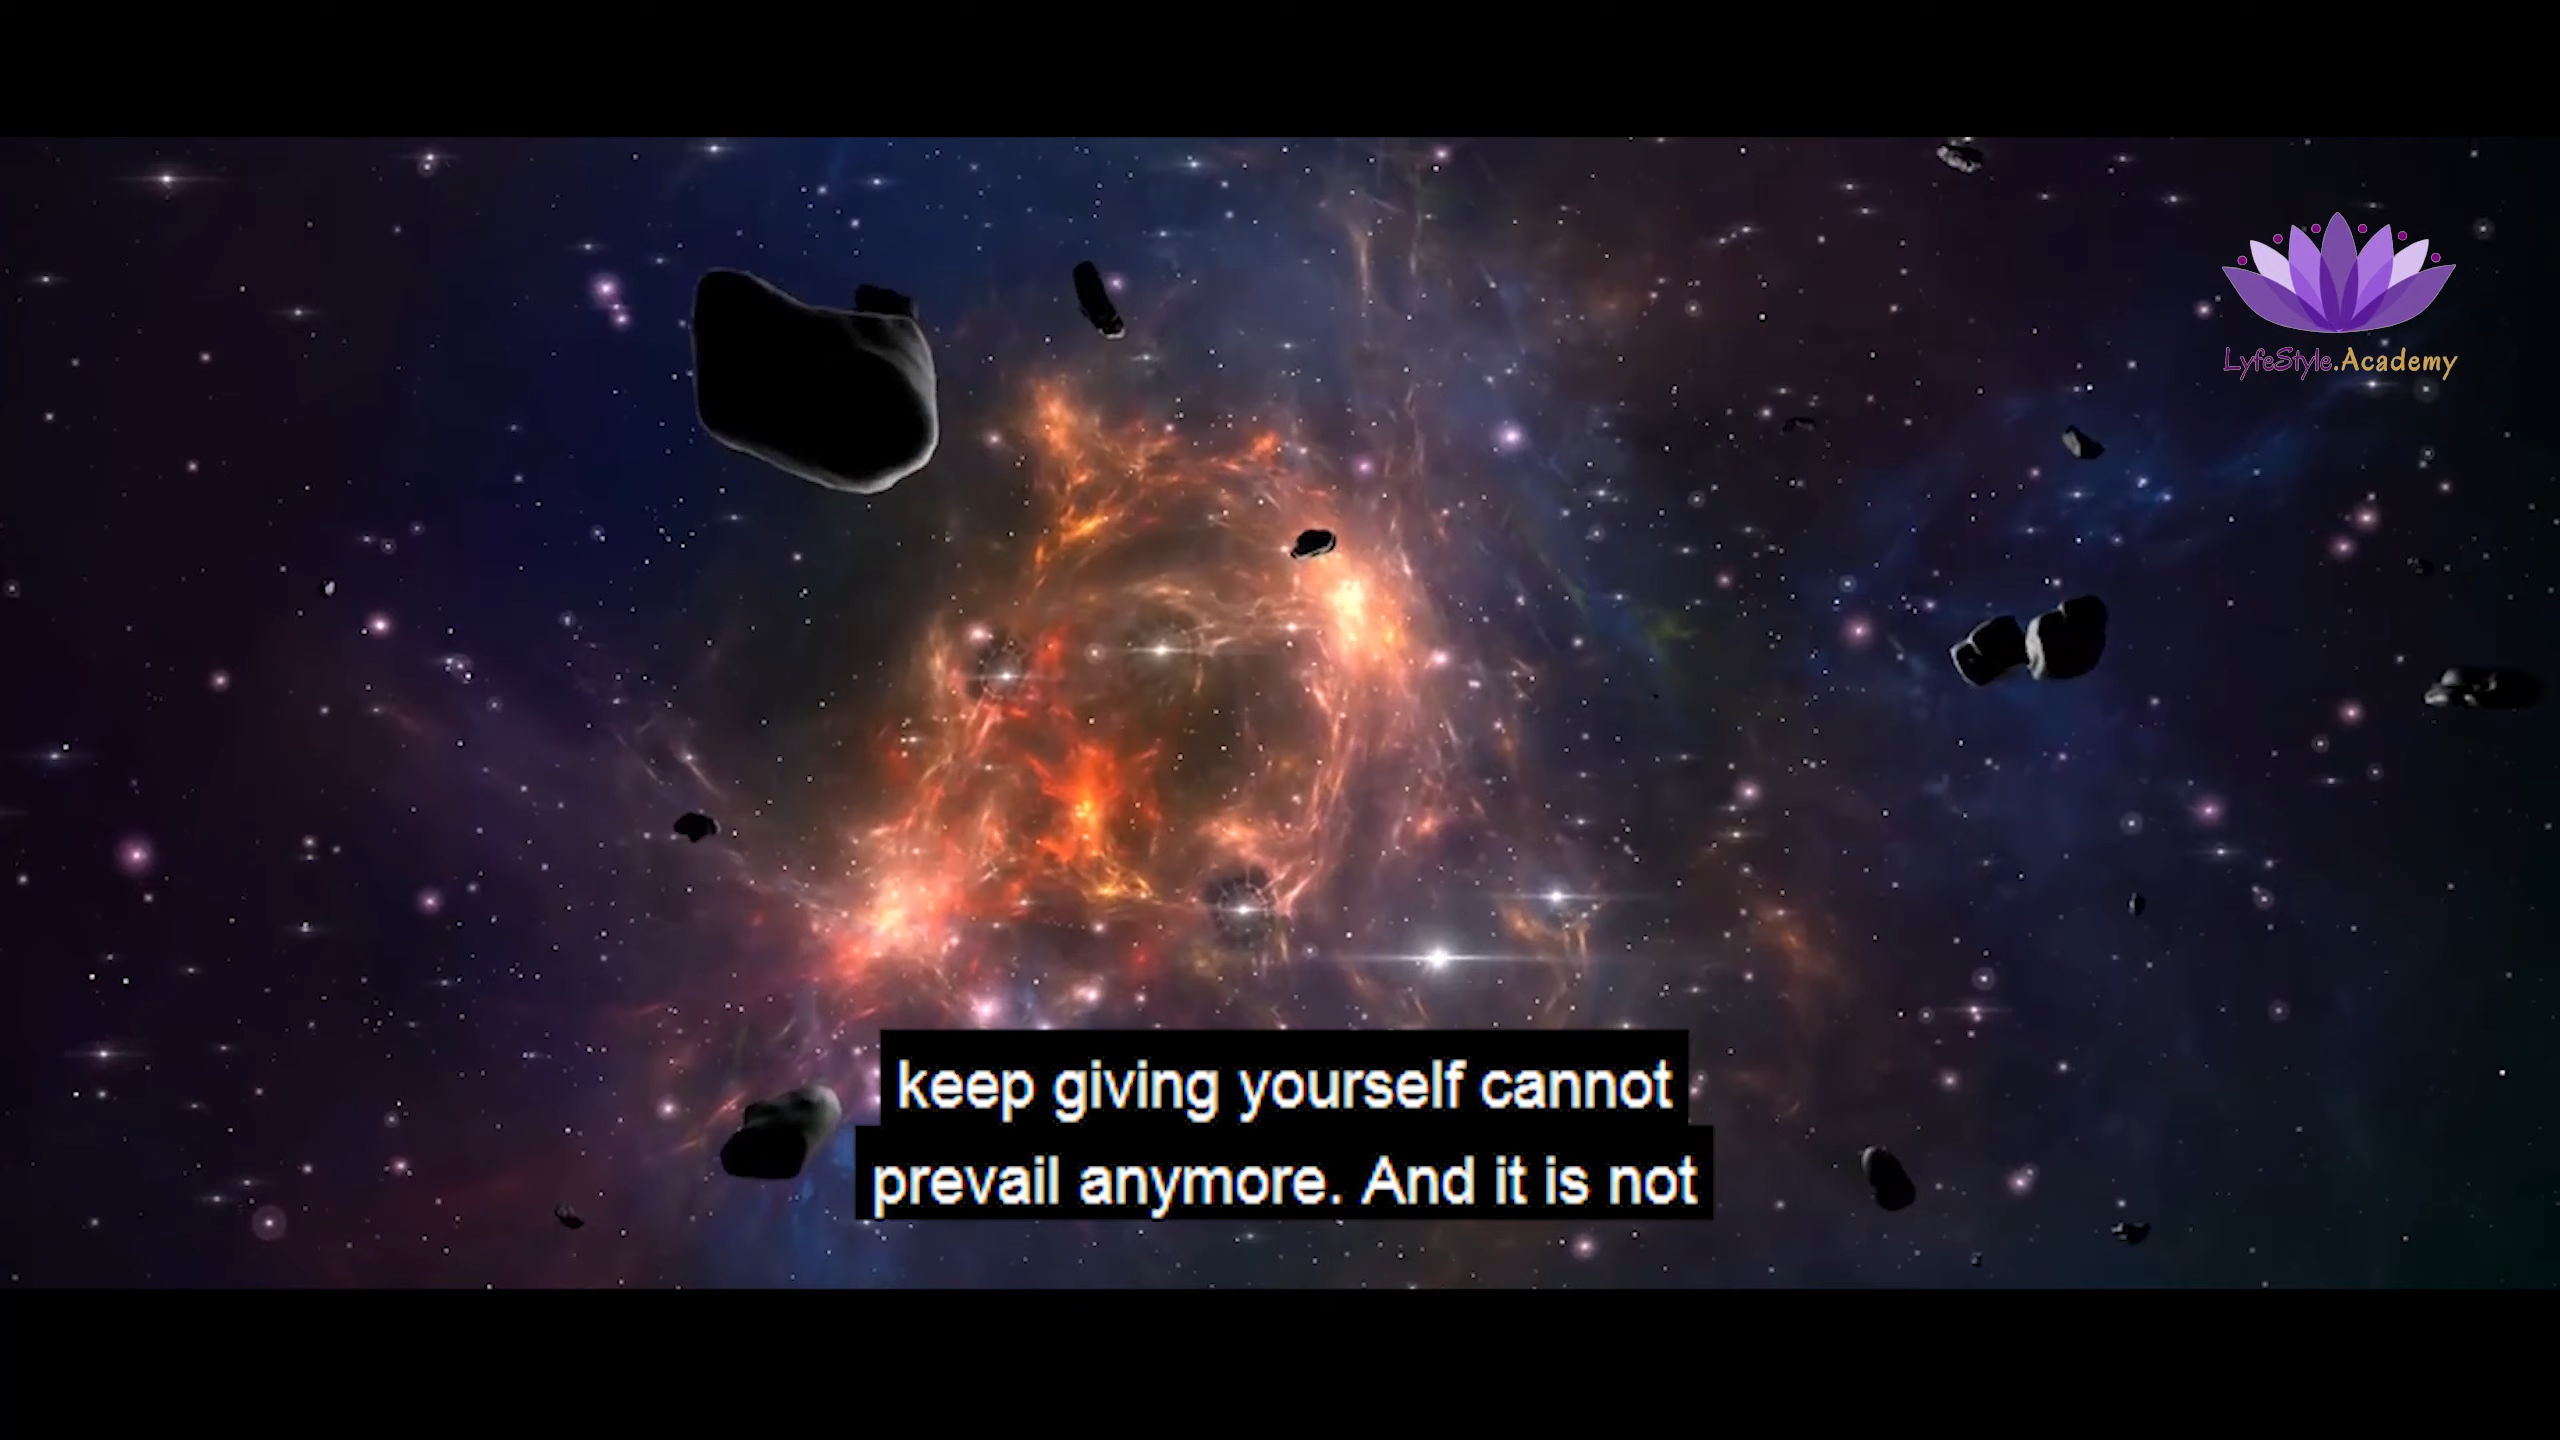 LyfeStyle.Academy
keep giving yourself cannot
prevail anymore. And it is not